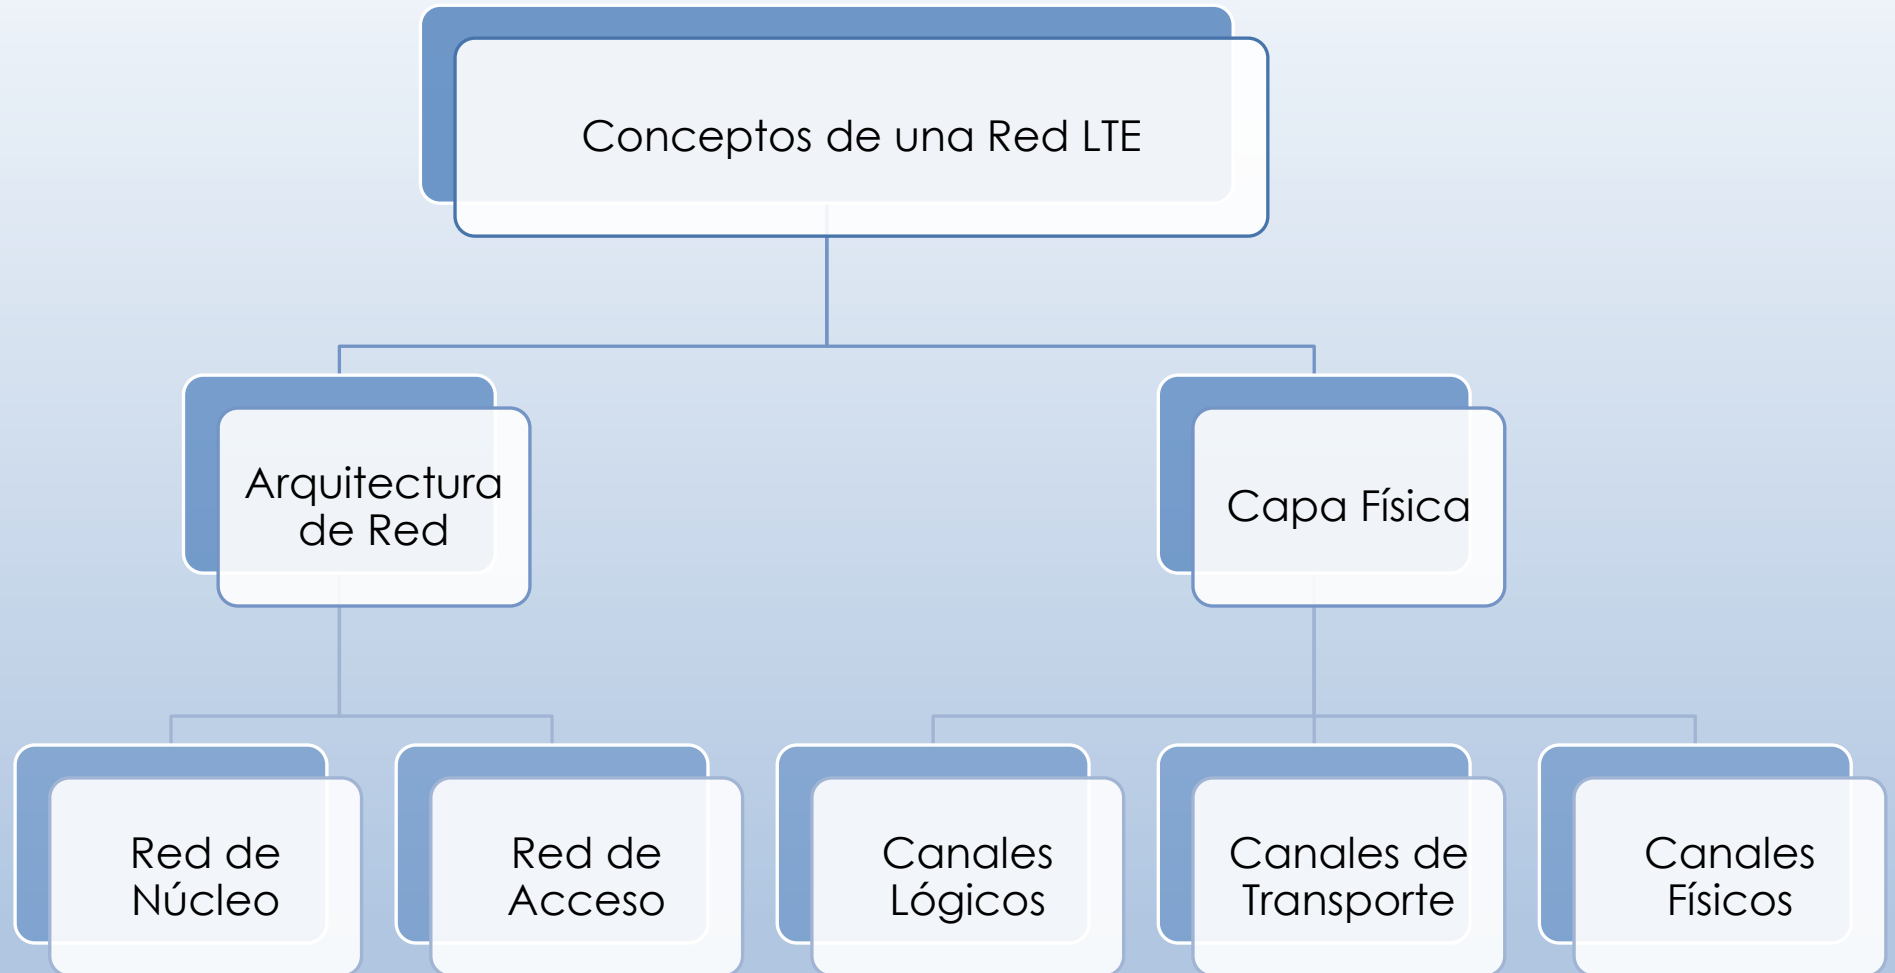 Conceptos de una Red LTE
Arquitectura
de Red
Capa Física
Red de
Núcleo
Red de
Acceso
Canales
Lógicos
Canales de
Transporte
Canales
Físicos